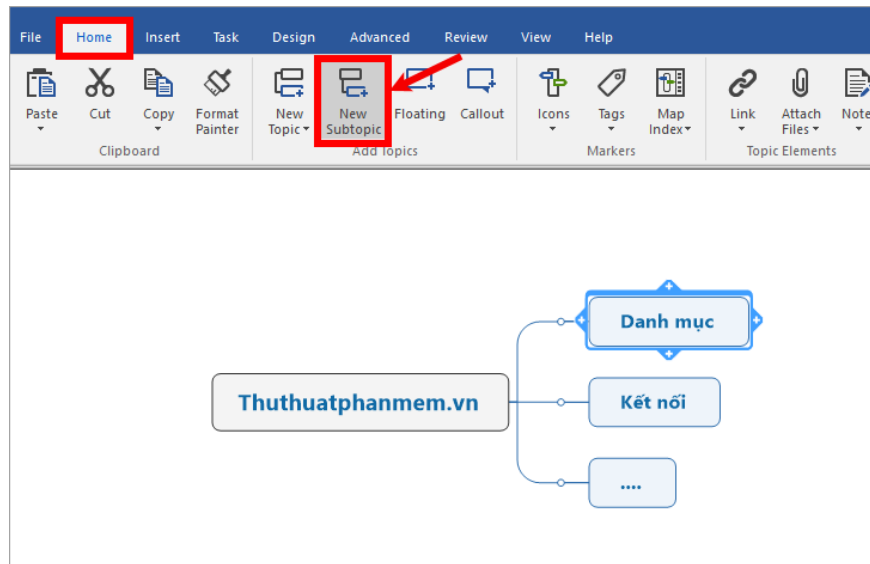 File Home Insert Task Design Advanced Review View Help
Paste Cut Copy Format Painter New Topic New Subtopic Floating Callout Icons Tags Map Index Link Attach Files Note
Clipboard Add Topics Markers Topic Elements
Danh mục
Thuthuatphanmem.vn
Kết nối
....